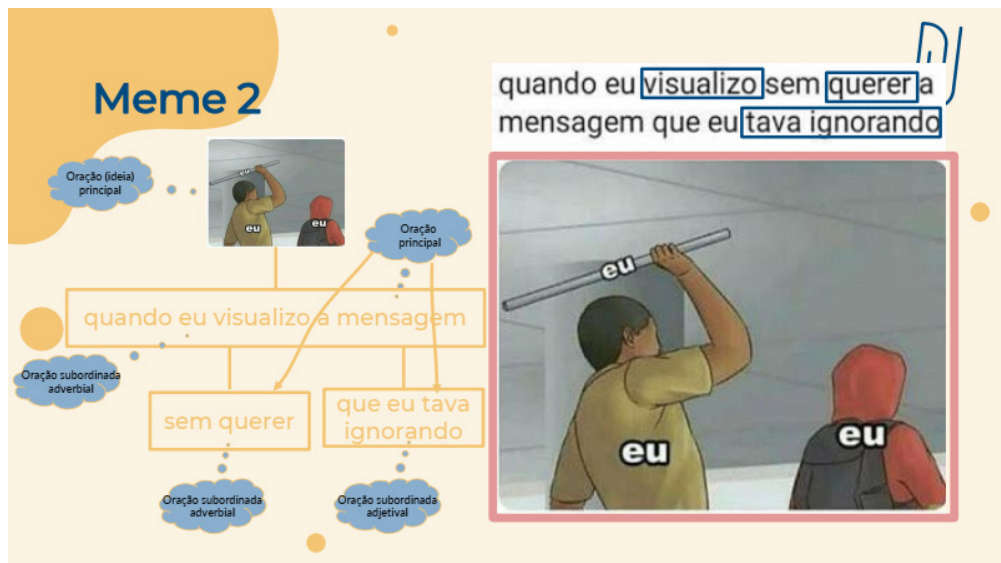 Meme 2
quando eu visualizo sem querer a
mensagem que eu tava ignorando
Oração (ideia)
principal
eu
eu
eu
Oração
principal
quando eu visualizo a mensagem
Oração subordinada
adverbial
sem querer
que eu tava
ignorando
Oração subordinada
adverbial
Oração subordinada
adjetival
eu
eu
eu